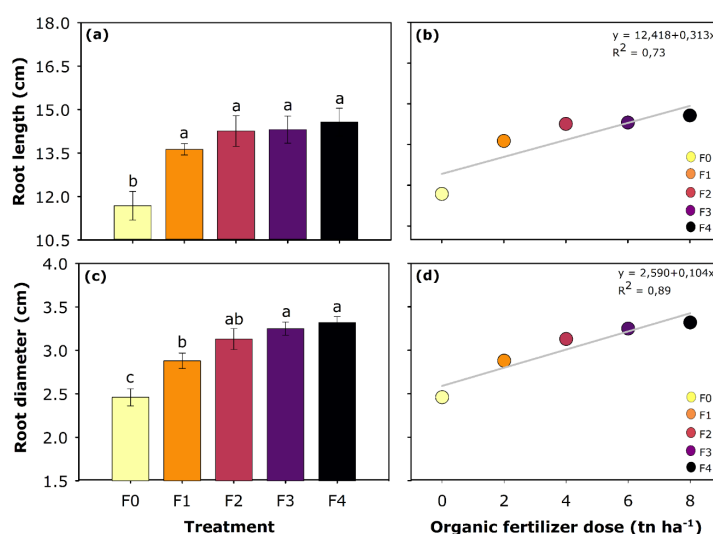 (a)
Root length (cm)
18.0
16.5
15.0
13.5
12.0
10.5
b
a
a
a
a
(b)
y = 12,418+0,313x
R² = 0,73
F0
F1
F2
F3
F4
(c)
Root diameter (cm)
4.0
3.5
3.0
2.5
2.0
1.5
c
b
ab
a
a
F0 F1 F2 F3 F4
Treatment
(d)
y = 2,590+0,104x
R² = 0,89
F0
F1
F2
F3
F4
0 2 4 6 8
Organic fertilizer dose (tn ha⁻¹)